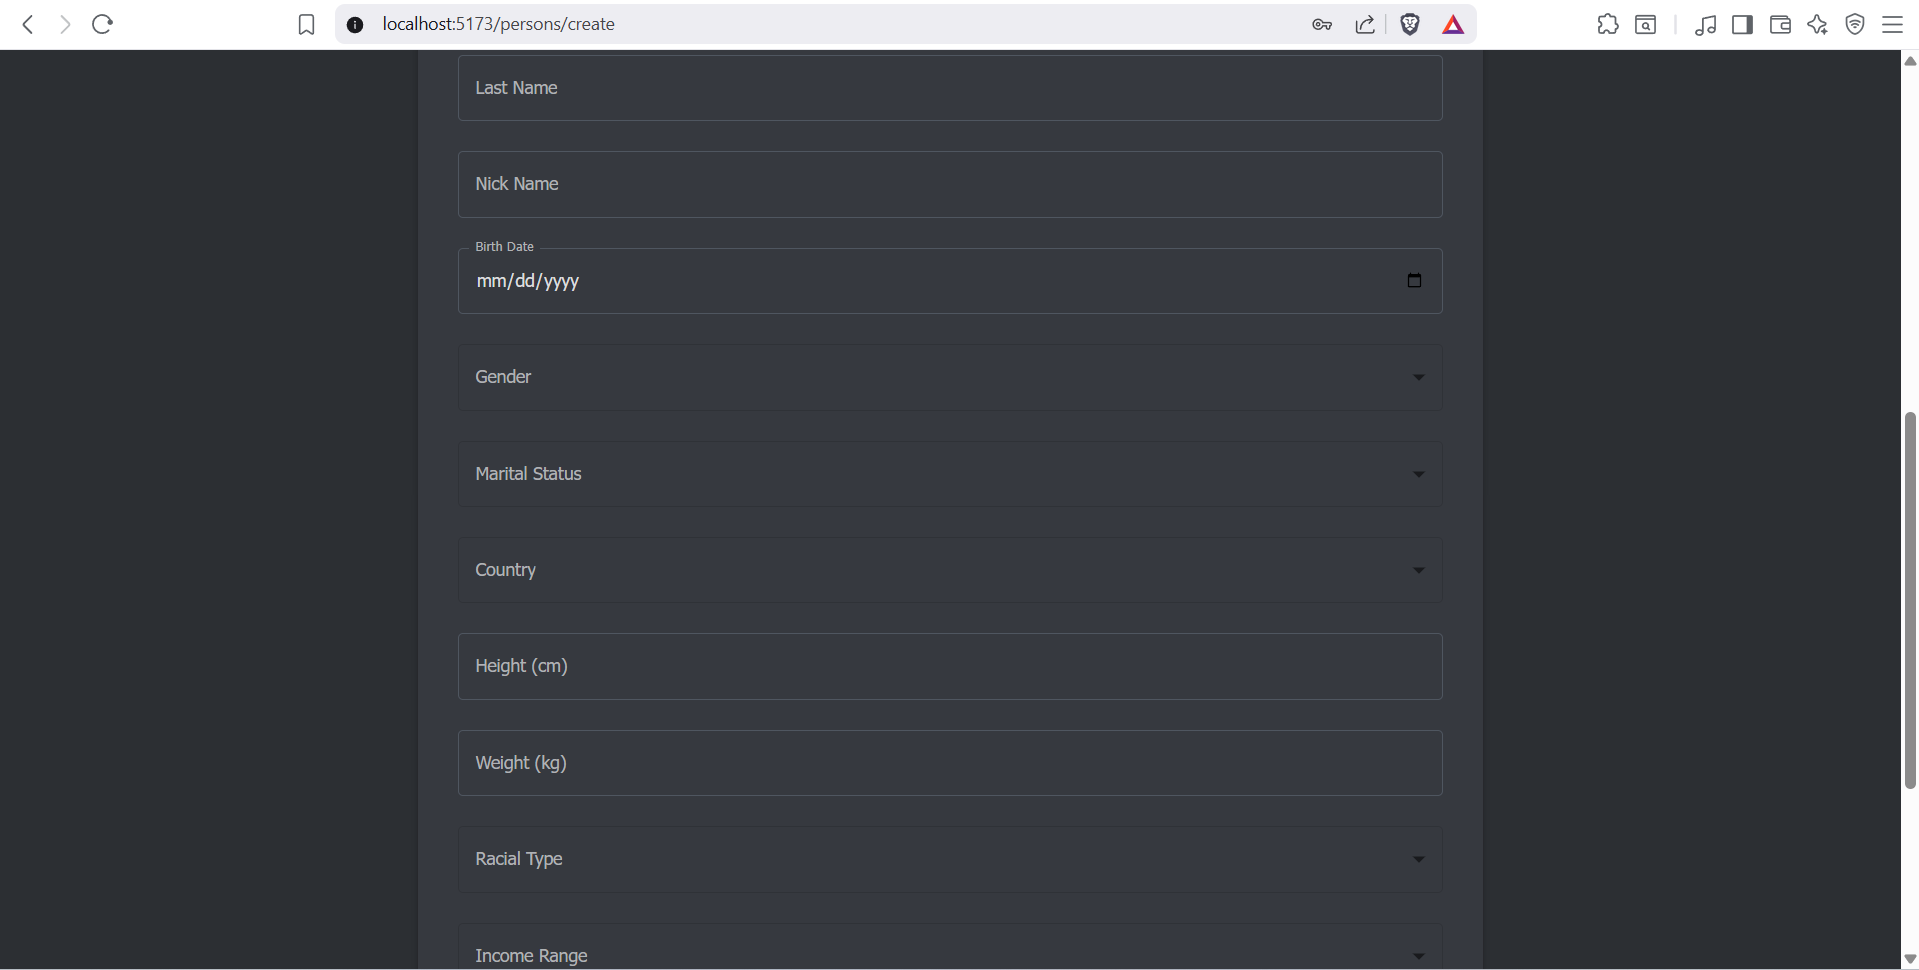 localhost:5173/persons/create
Last Name
Nick Name
Birth Date
mm/dd/yyyy
Gender
Marital Status
Country
Height (cm)
Weight (kg)
Racial Type
Income Range